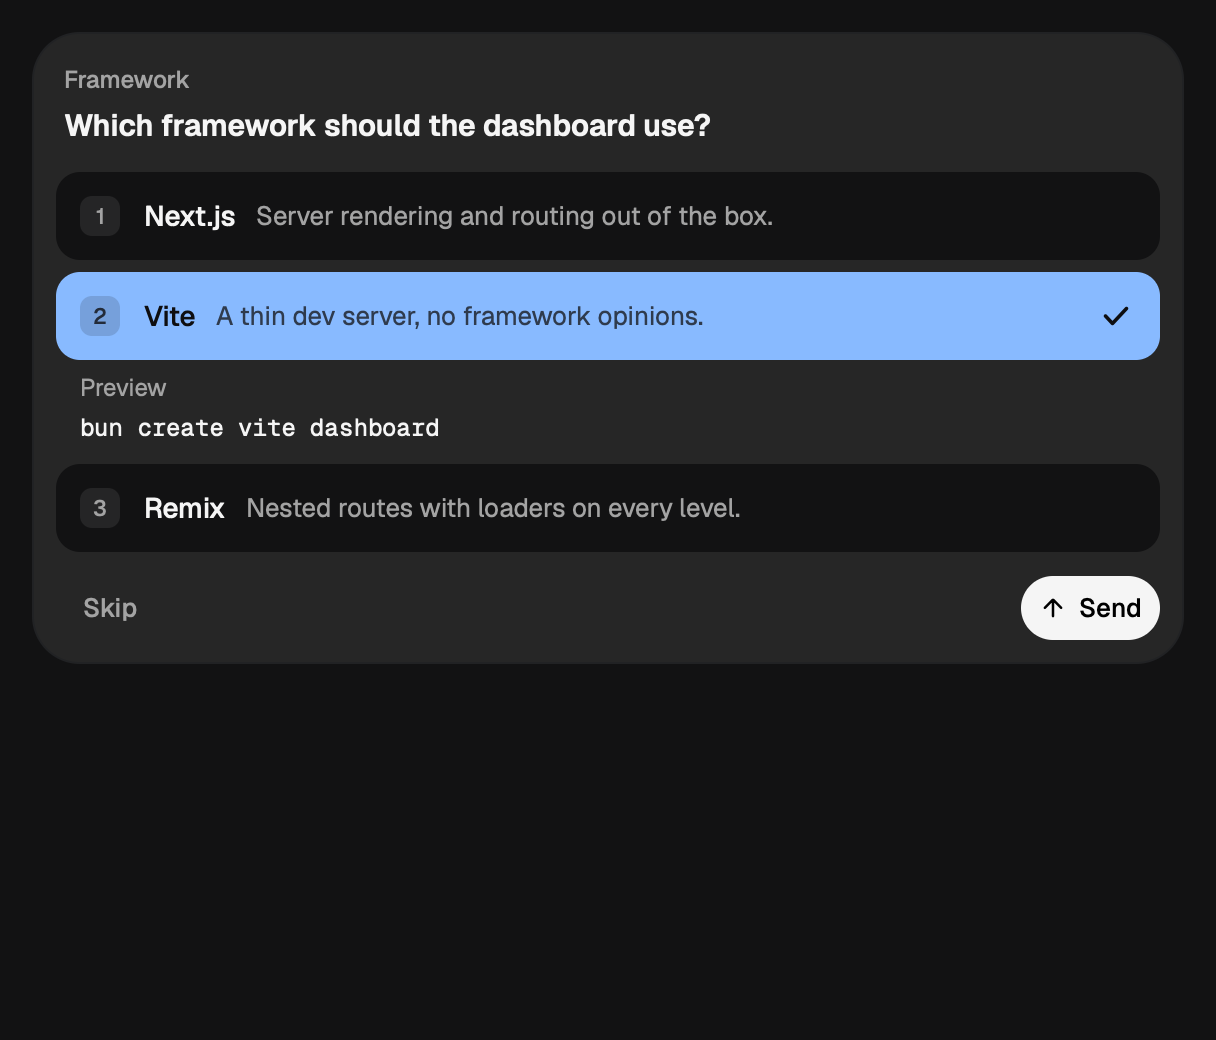 Framework
Which framework should the dashboard use?
1 Next.js Server rendering and routing out of the box.
2 Vite A thin dev server, no framework opinions.
Preview
bun create vite dashboard
3 Remix Nested routes with loaders on every level.
Skip Send